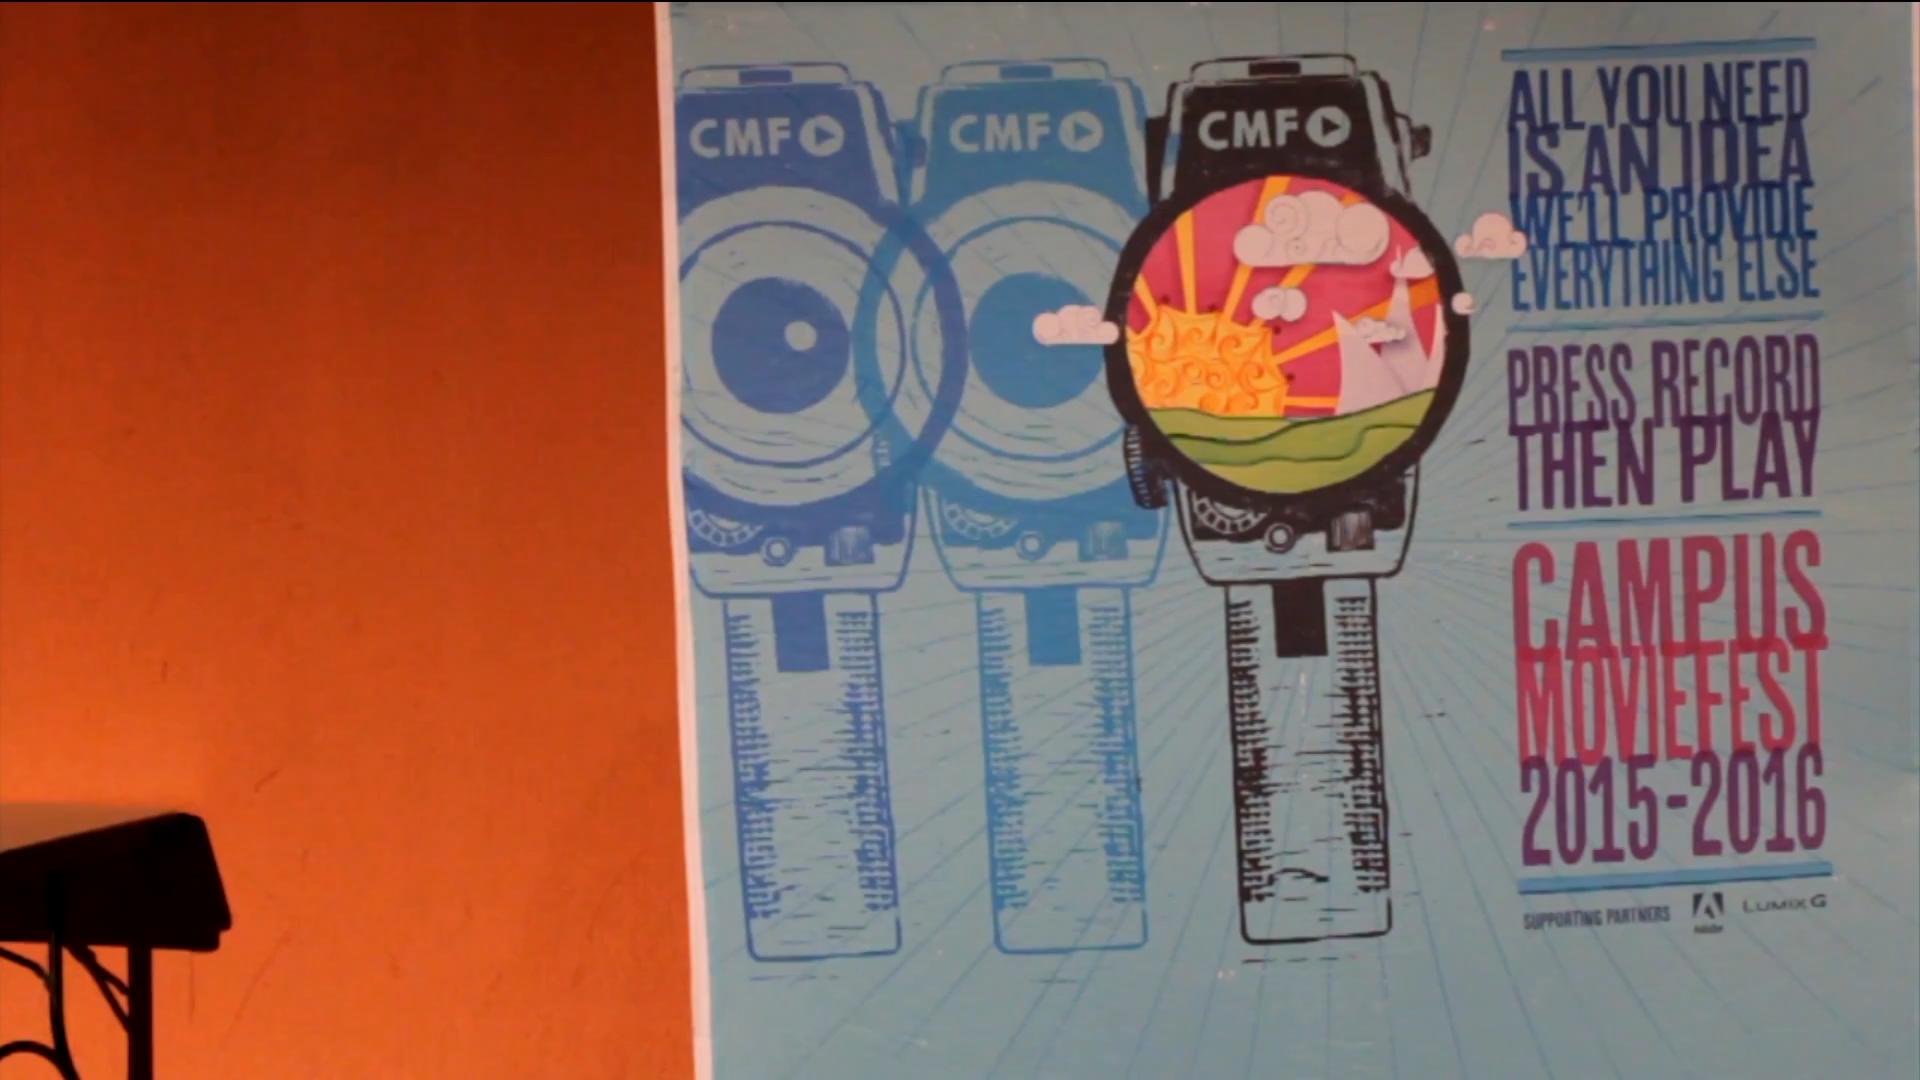 CMF
CMF
CMF
ALL YOU NEED
IS AN IDEA
WE'LL PROVIDE
EVERYTHING ELSE
PRESS RECORD
THEN PLAY
CAMPUS
MOVIEFEST
2015-2016
SUPPORTING PARTNERS
Adobe
LUMIX G